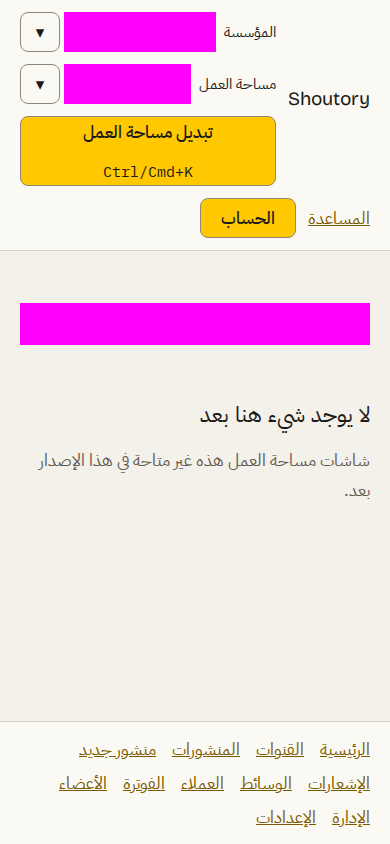 Shoutory
المؤسسة ▼
مساحة العمل ▼
تبديل مساحة العمل
Ctrl/Cmd+K
المساعدة الحساب
لا يوجد شيء هنا بعد
شاشات مساحة العمل هذه غير متاحة في هذا الإصدار
بعد.
الرئيسية القنوات المنشورات منشور جديد
الإشعارات الوسائط العملاء الفوترة الأعضاء
الإدارة الإعدادات